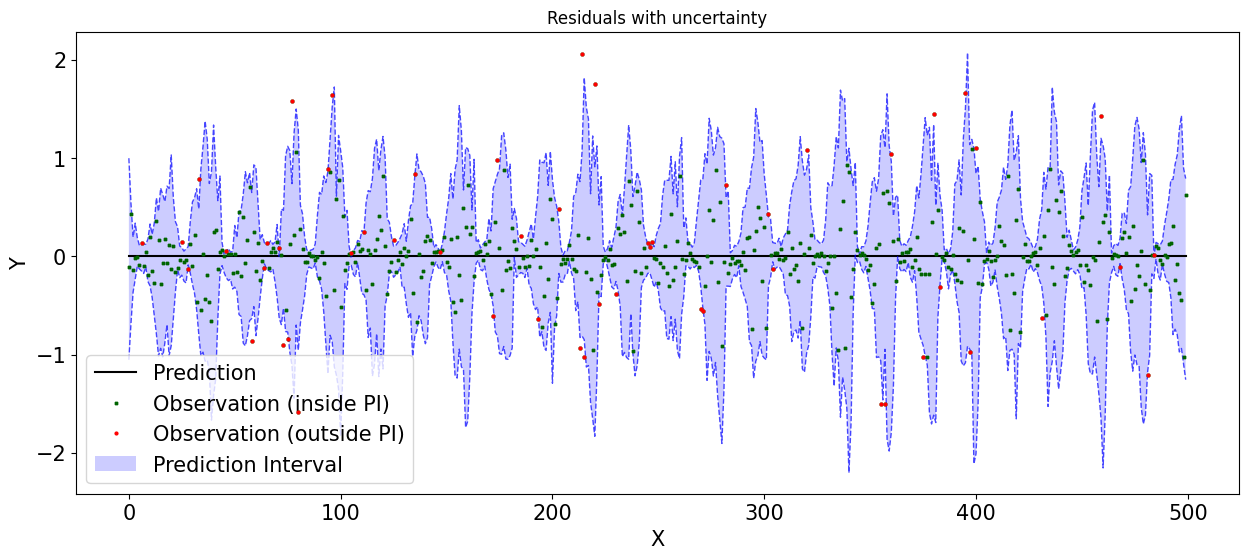 Residuals with uncertainty
Y
2
1
0
−1
−2
Prediction
Observation (inside PI)
Observation (outside PI)
Prediction Interval
0 100 200 300 400 500
X